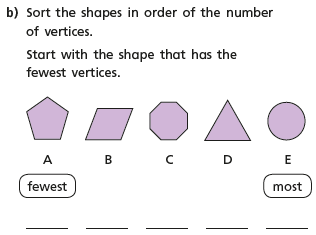 b) Sort the shapes in order of the number
of vertices.
Start with the shape that has the
fewest vertices.
A B C D E
fewest most